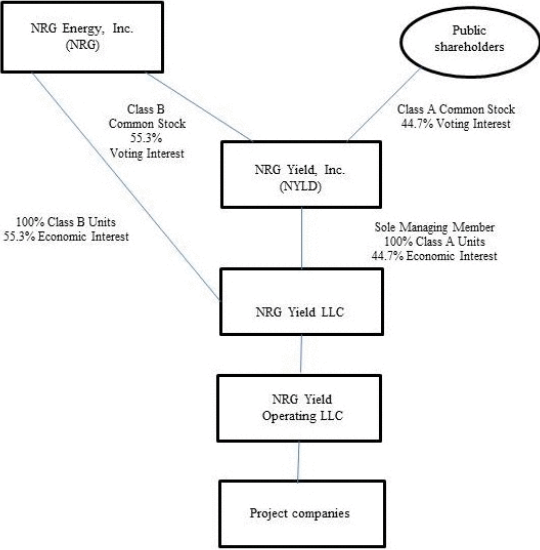 NRG Energy, Inc.
(NRG)
Public
shareholders
Class B
Common Stock
55.3%
Voting Interest
Class A Common Stock
44.7% Voting Interest
NRG Yield, Inc.
(NYLD)
100% Class B Units
55.3% Economic Interest
Sole Managing Member
100% Class A Units
44.7% Economic Interest
NRG Yield LLC
NRG Yield
Operating LLC
Project companies